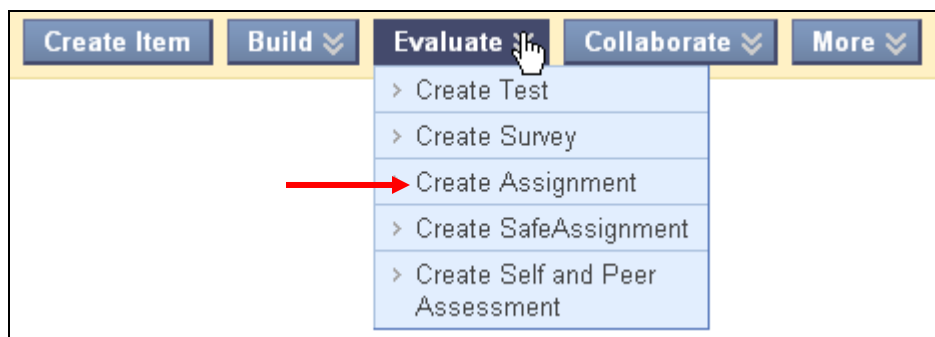 Create Item Build Evaluate Collaborate More
> Create Test
> Create Survey
Create Assignment
> Create SafeAssignment
> Create Self and Peer
Assessment